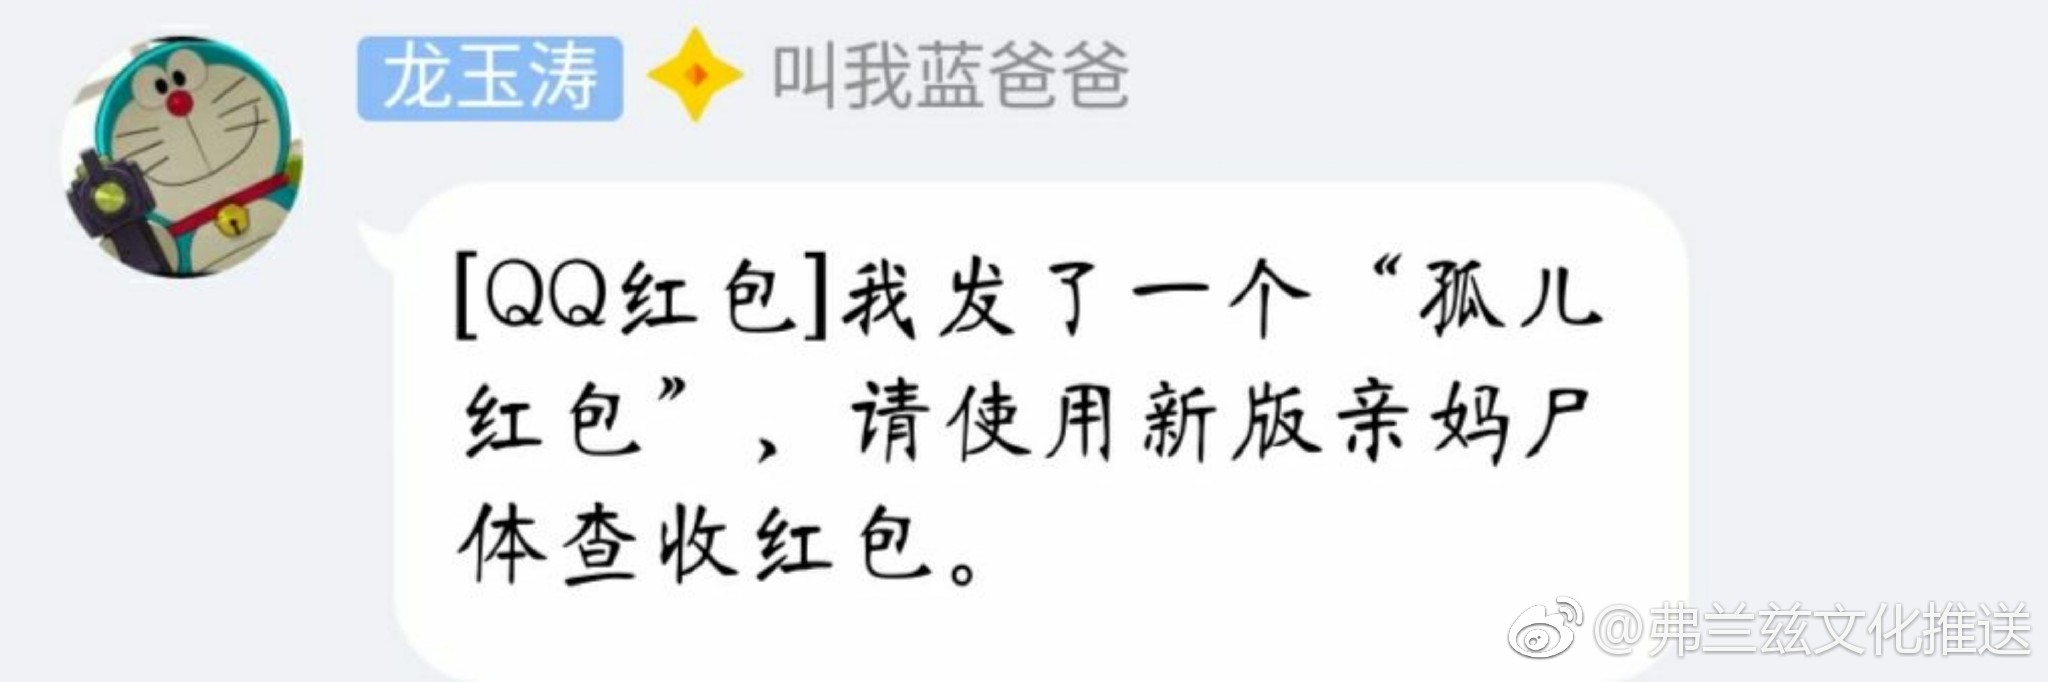 龙玉涛 叫我蓝爸爸
[QQ红包]我发了一个“孤儿
红包”，请使用新版亲妈尸
体查收红包。
@弗兰兹文化推送